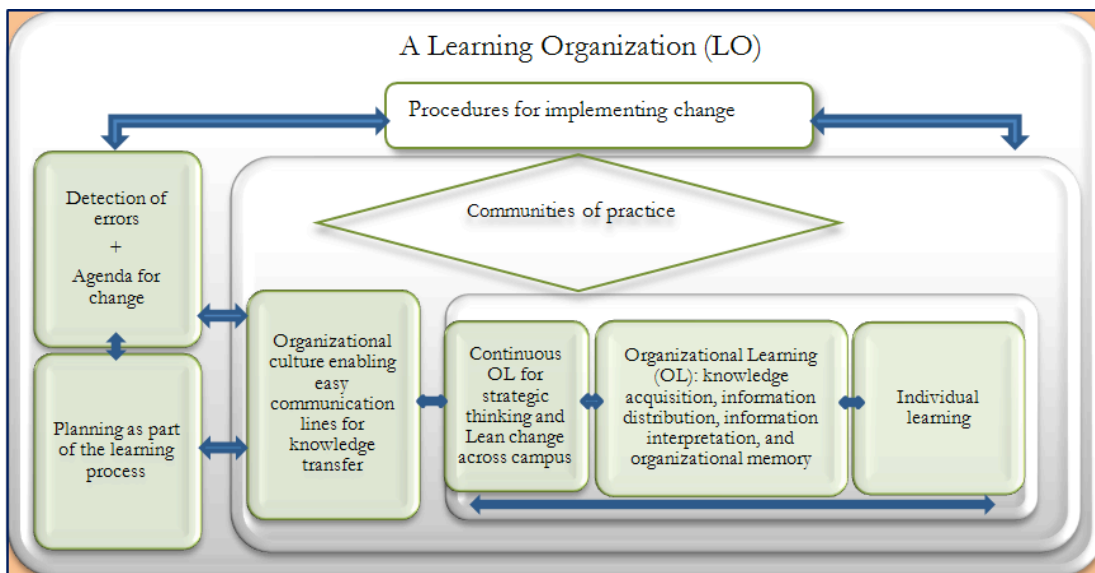 A Learning Organization (LO)
Procedures for implementing change
Communities of practice
Detection of
errors
+
Agenda for
change
Planning as part
of the learning
process
Organizational
culture enabling
easy
communication
lines for
knowledge
transfer
Continuous
OL for
strategic
thinking and
Lean change
across campus
Organizational Learning
(OL): knowledge
acquisition, information
distribution, information
interpretation, and
organizational memory
Individual
learning